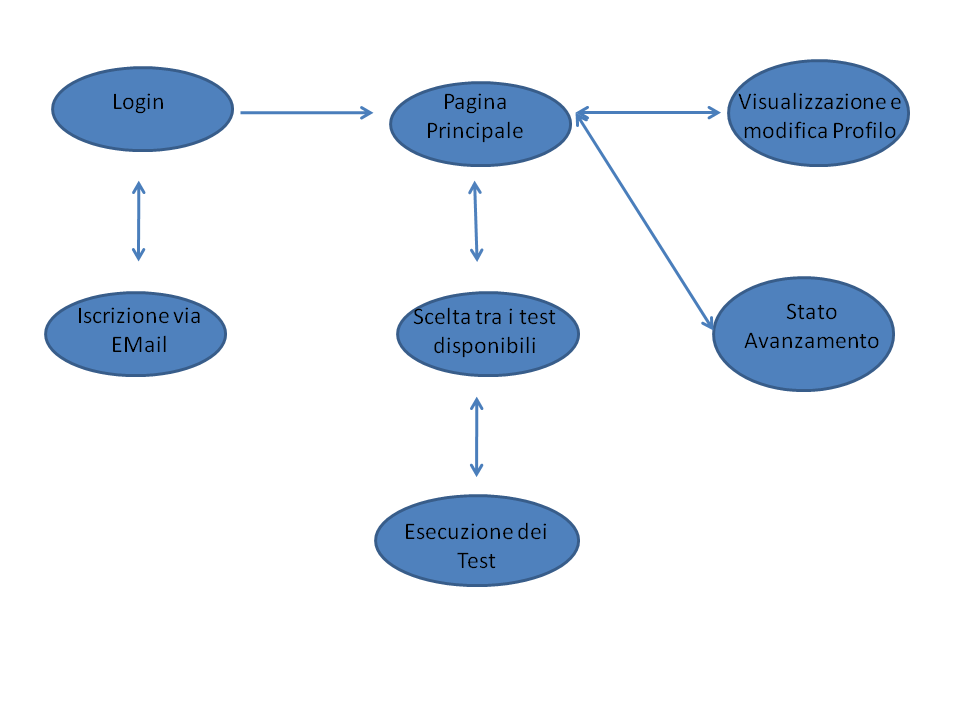 Login
Pagina
Principale
Visualizzazione e
modifica Profilo
Iscrizione via
EMail
Scelta tra i test
disponibili
Stato
Avanzamento
Esecuzione dei
Test